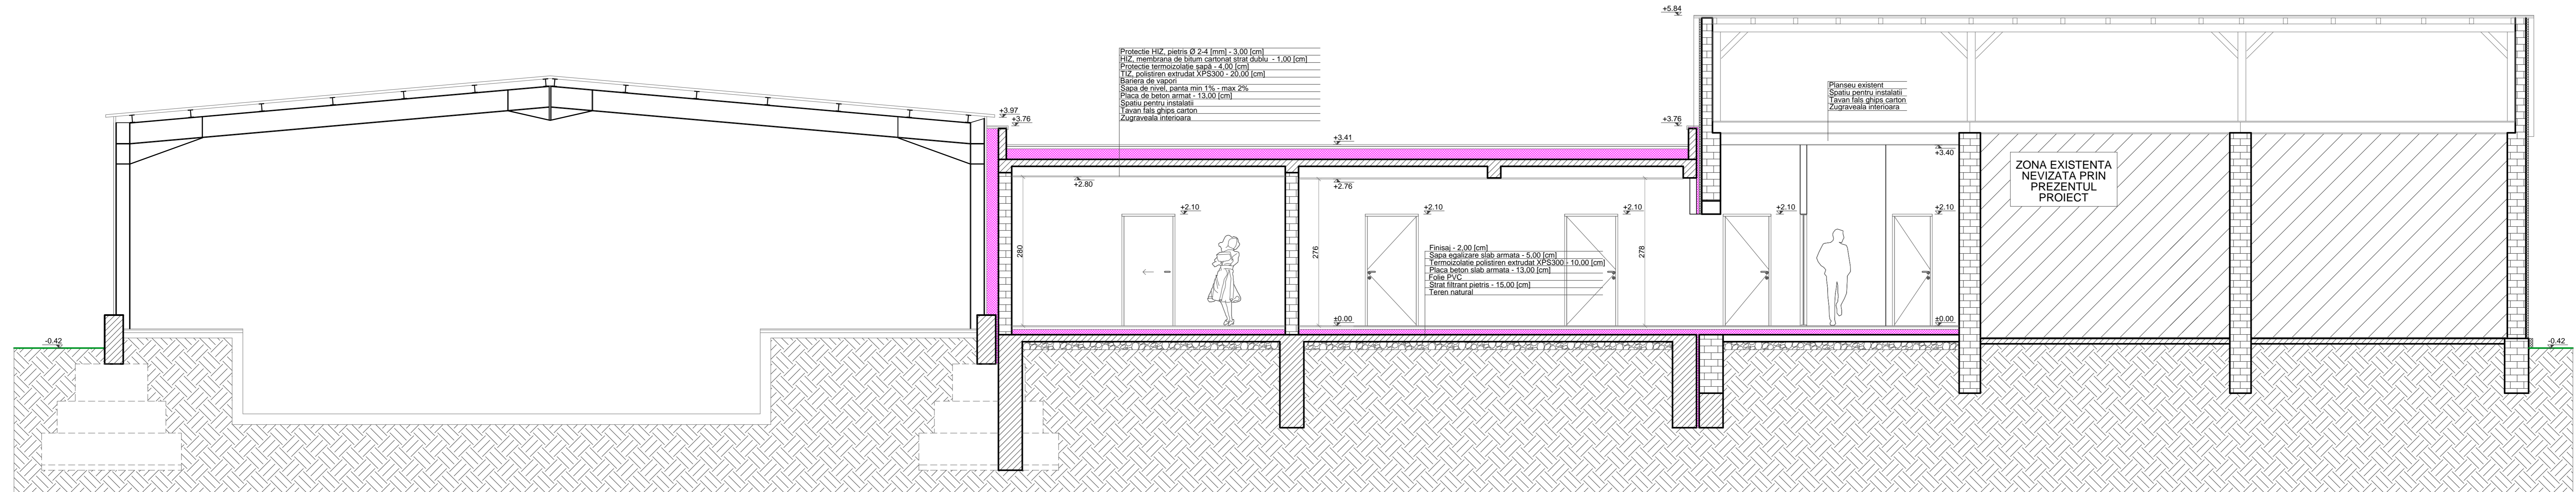 +5.84
Protectie HIZ, pietris Ø 2-4 [mm] - 3,00 [cm]
HIZ, membrana de bitum cartonat strat dublu - 1,00 [cm]
Protectie termoizolație sapă - 4,00 [cm]
TIZ, polistiren extrudat XPS300 - 20,00 [cm]
Bariera de vapori
Sapa de nivel, panta min 1% - max 2%
Placa de beton armat - 13,00 [cm]
Spatiu pentru instalatii
Tavan fals ghips carton
Zugraveala interioara
Planseu existent
Spatiu pentru instalatii
Tavan fals ghips carton
Zugraveala interioara
+3.97
+3.76
+3.76
+3.41
+3.40
ZONA EXISTENTA
NEVIZATA PRIN
PREZENTUL
PROIECT
+2.80
+2.76
+2.10
+2.10
+2.10
+2.10
+2.10
280
276
278
Finisaj - 2,00 [cm]
Sapa egalizare slab armata - 5,00 [cm]
Termoizolatie polistiren extrudat XPS300 - 10,00 [cm]
Placa beton slab armata - 13,00 [cm]
Folie PVC
Strat filtrant pietris - 15,00 [cm]
Teren natural
±0.00
±0.00
-0.42
-0.42